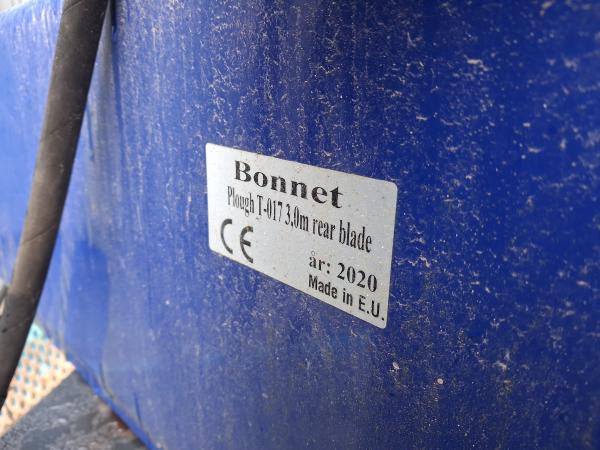 Bonnet
Plough T-017 3.0m rear blade
CE
år: 2020
Made in E.U.